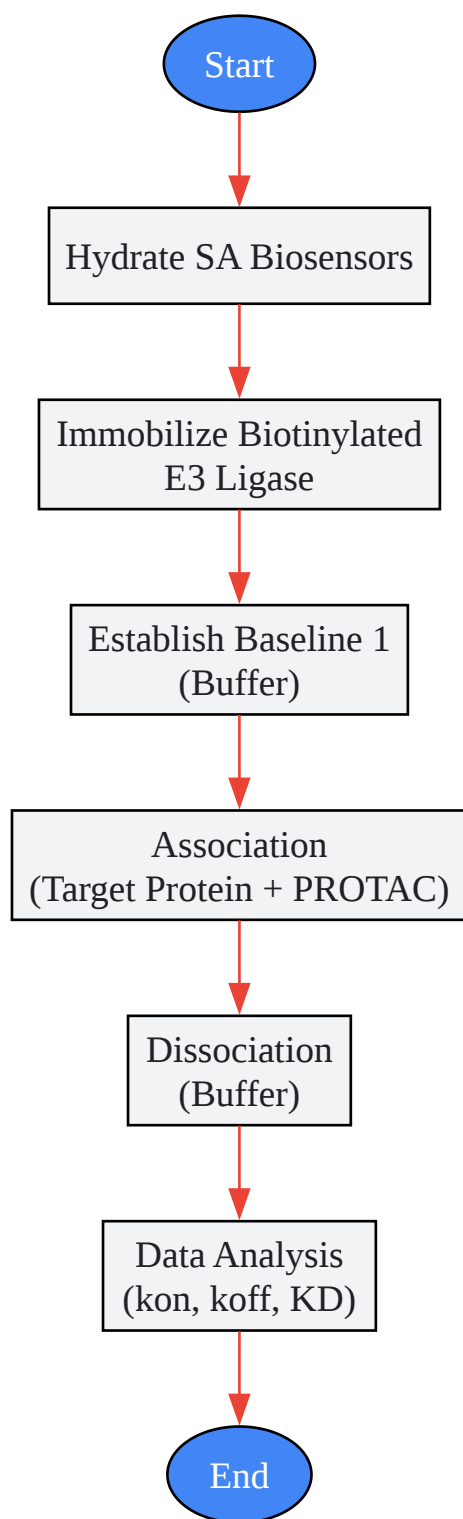 Start
Hydrate SA Biosensors
Immobilize Biotinylated
E3 Ligase
Establish Baseline 1
(Buffer)
Association
(Target Protein + PROTAC)
Dissociation
(Buffer)
Data Analysis
(kon, koff, KD)
End